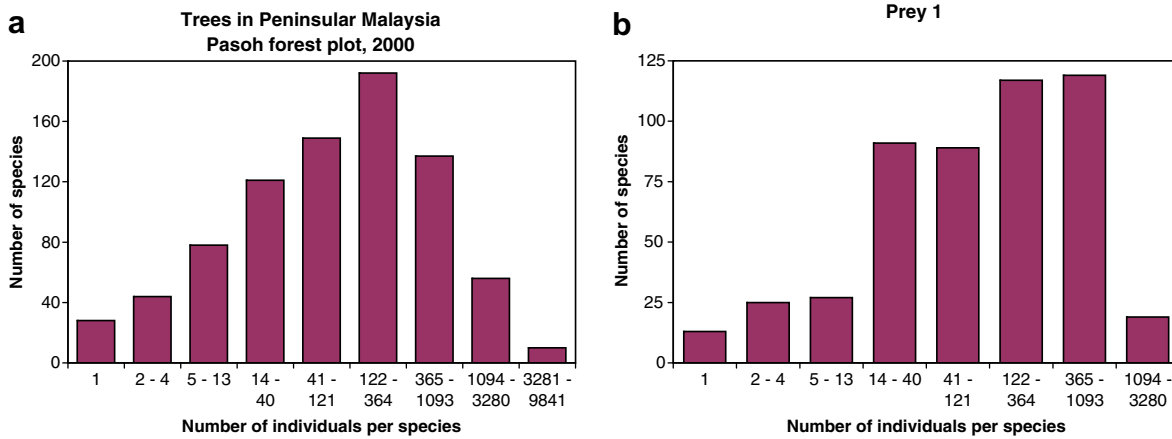 a
Trees in Peninsular Malaysia
Pasoh forest plot, 2000
Number of species
200
160
120
80
40
0
1
2 - 4
5 - 13
14 -
40
41 -
121
122 -
364
365 -
1093
1094 -
3280
3281 -
9841
Number of individuals per species
b
Prey 1
Number of species
125
100
75
50
25
0
1
2 - 4
5 - 13
14 - 40
41 -
121
122 -
364
365 -
1093
1094 -
3280
Number of individuals per species